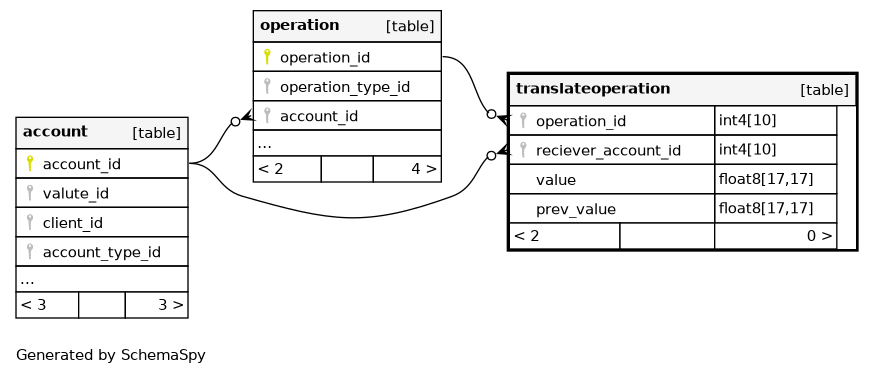 operation [table]
operation_id
operation_type_id
account_id
...
< 2 4 >
translateoperation [table]
operation_id int4[10]
reciever_account_id int4[10]
value float8[17,17]
prev_value float8[17,17]
< 2 0 >
account [table]
account_id
valute_id
client_id
account_type_id
...
< 3 3 >
Generated by SchemaSpy